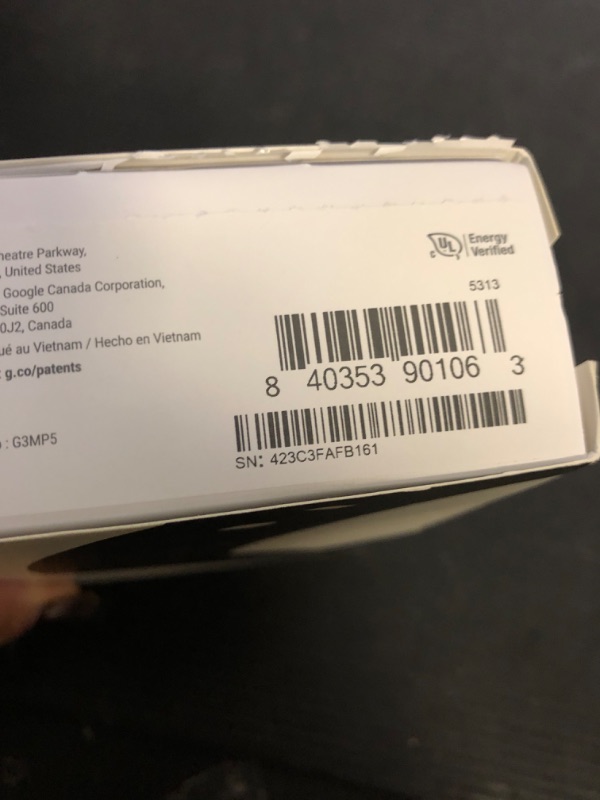 heatre Parkway,
, United States
Google Canada Corporation,
Suite 600
0J2, Canada
ué au Vietnam / Hecho en Vietnam
: g.co/patents
: G3MP5
c UL s Energy
Verified
5313
8 40353 90106 3
SN: 423C3FAFB161